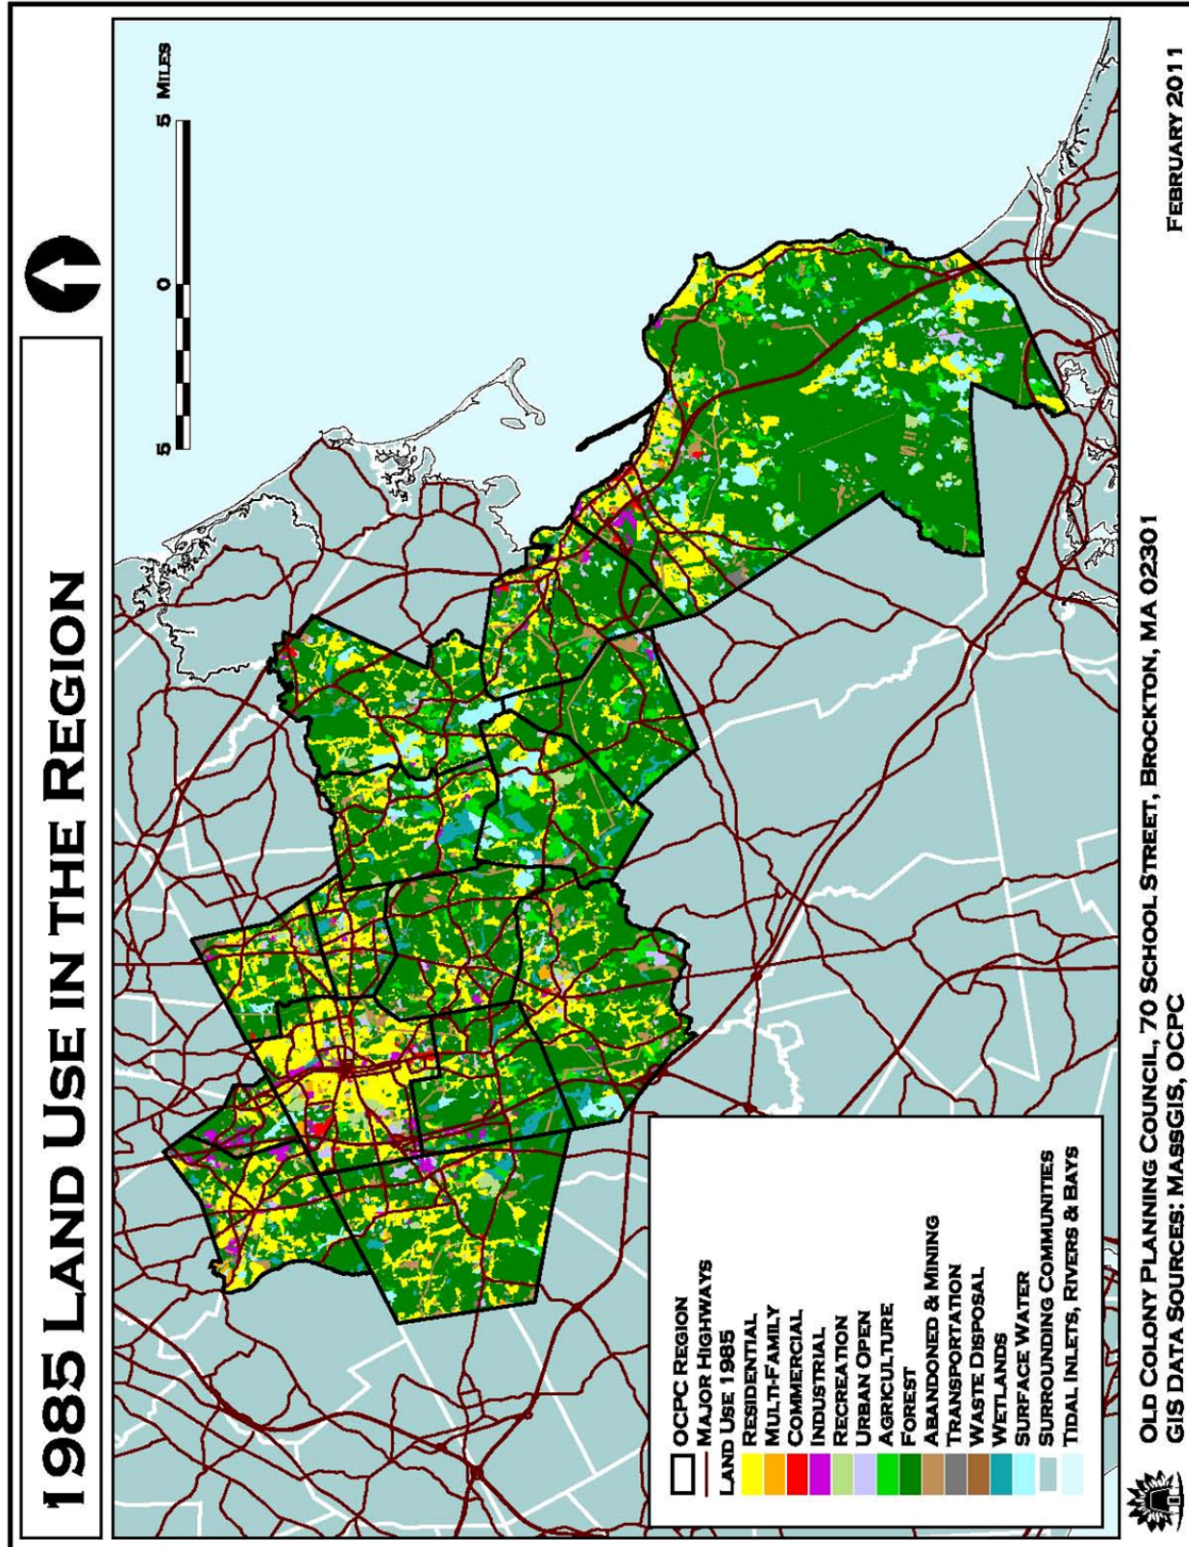 1985 LAND USE IN THE REGION
5 0 5 MILES
OCPC REGION
MAJOR HIGHWAYS
LAND USE 1985
RESIDENTIAL
MULTI-FAMILY
COMMERCIAL
INDUSTRIAL
RECREATION
URBAN OPEN
AGRICULTURE
FOREST
ABANDONED & MINING
TRANSPORTATION
WASTE DISPOSAL
WETLANDS
SURFACE WATER
SURROUNDING COMMUNITIES
TIDAL INLETS, RIVERS & BAYS
OLD COLONY PLANNING COUNCIL, 70 SCHOOL STREET, BROCKTON, MA 02301
GIS DATA SOURCES: MASSGIS, OCPC
FEBRUARY 2011